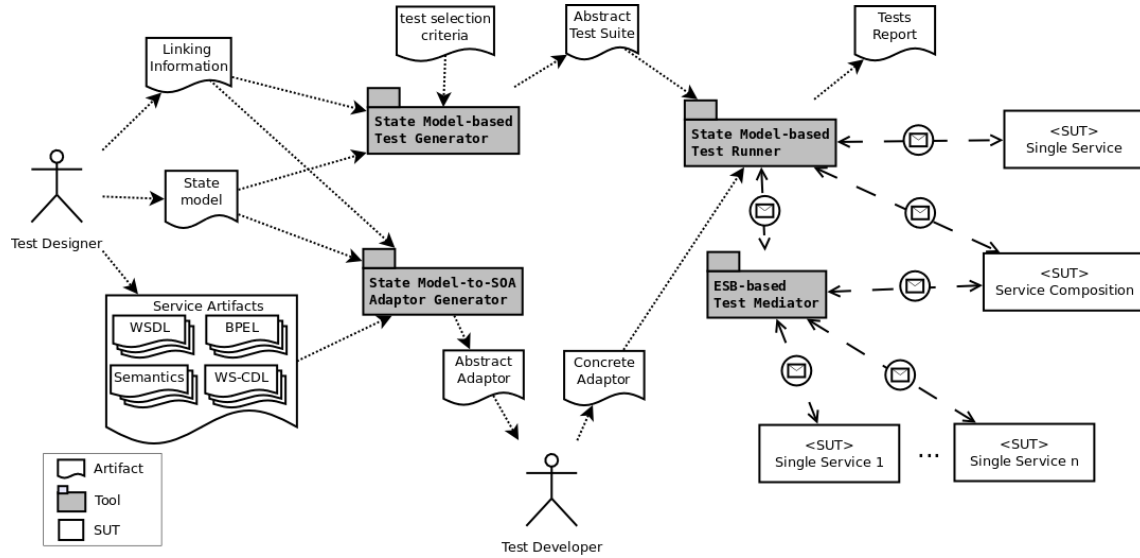 test selection
criteria
Abstract
Test Suite
Tests
Report
Linking
Information
State Model-based
Test Generator
State Model-based
Test Runner
<SUT>
Single Service
State
model
Test Designer
State Model-to-SOA
Adaptor Generator
ESB-based
Test Mediator
<SUT>
Service Composition
Service Artifacts
WSDL
BPEL
Semantics
WS-CDL
Abstract
Adaptor
Concrete
Adaptor
<SUT>
Single Service 1
...
<SUT>
Single Service n
Artifact
Tool
SUT
Test Developer